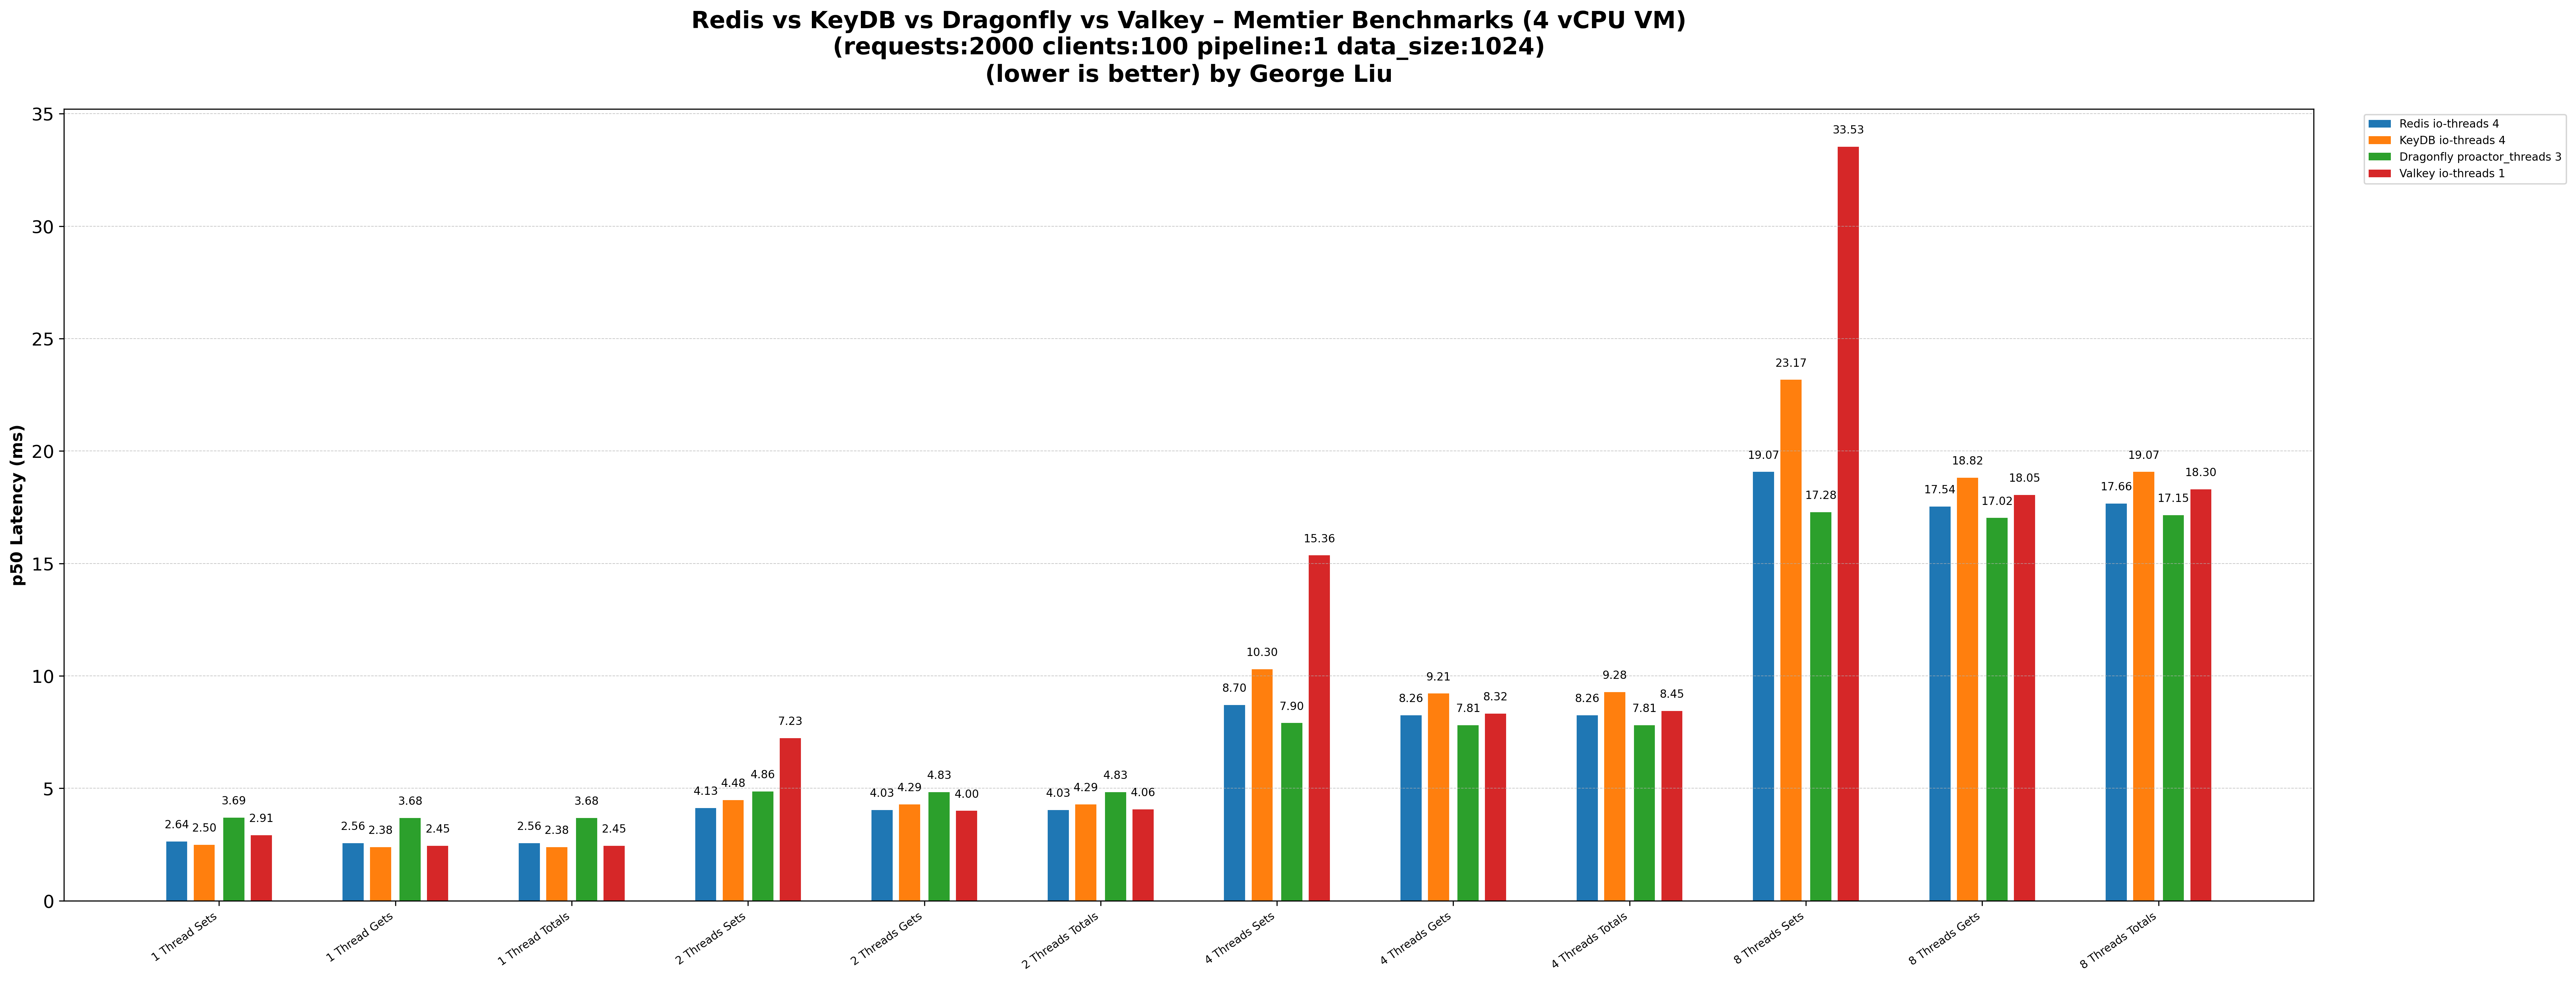 Redis vs KeyDB vs Dragonfly vs Valkey – Memtier Benchmarks (4 vCPU VM)
(requests:2000 clients:100 pipeline:1 data_size:1024)
(lower is better) by George Liu
Redis io-threads 4
KeyDB io-threads 4
Dragonfly proactor_threads 3
Valkey io-threads 1
p50 Latency (ms)
35
30
25
20
15
10
5
0
2.64 2.50 3.69 2.91
2.56 2.38 3.68 2.45
2.56 2.38 3.68 2.45
4.13 4.48 4.86 7.23
4.03 4.29 4.83 4.00
4.03 4.29 4.83 4.06
8.70 10.30 7.90 15.36
8.26 9.21 7.81 8.32
8.26 9.28 7.81 8.45
19.07 23.17 17.28 33.53
17.54 18.82 17.02 18.05
17.66 19.07 17.15 18.30
1 Thread Sets
1 Thread Gets
1 Thread Totals
2 Threads Sets
2 Threads Gets
2 Threads Totals
4 Threads Sets
4 Threads Gets
4 Threads Totals
8 Threads Sets
8 Threads Gets
8 Threads Totals